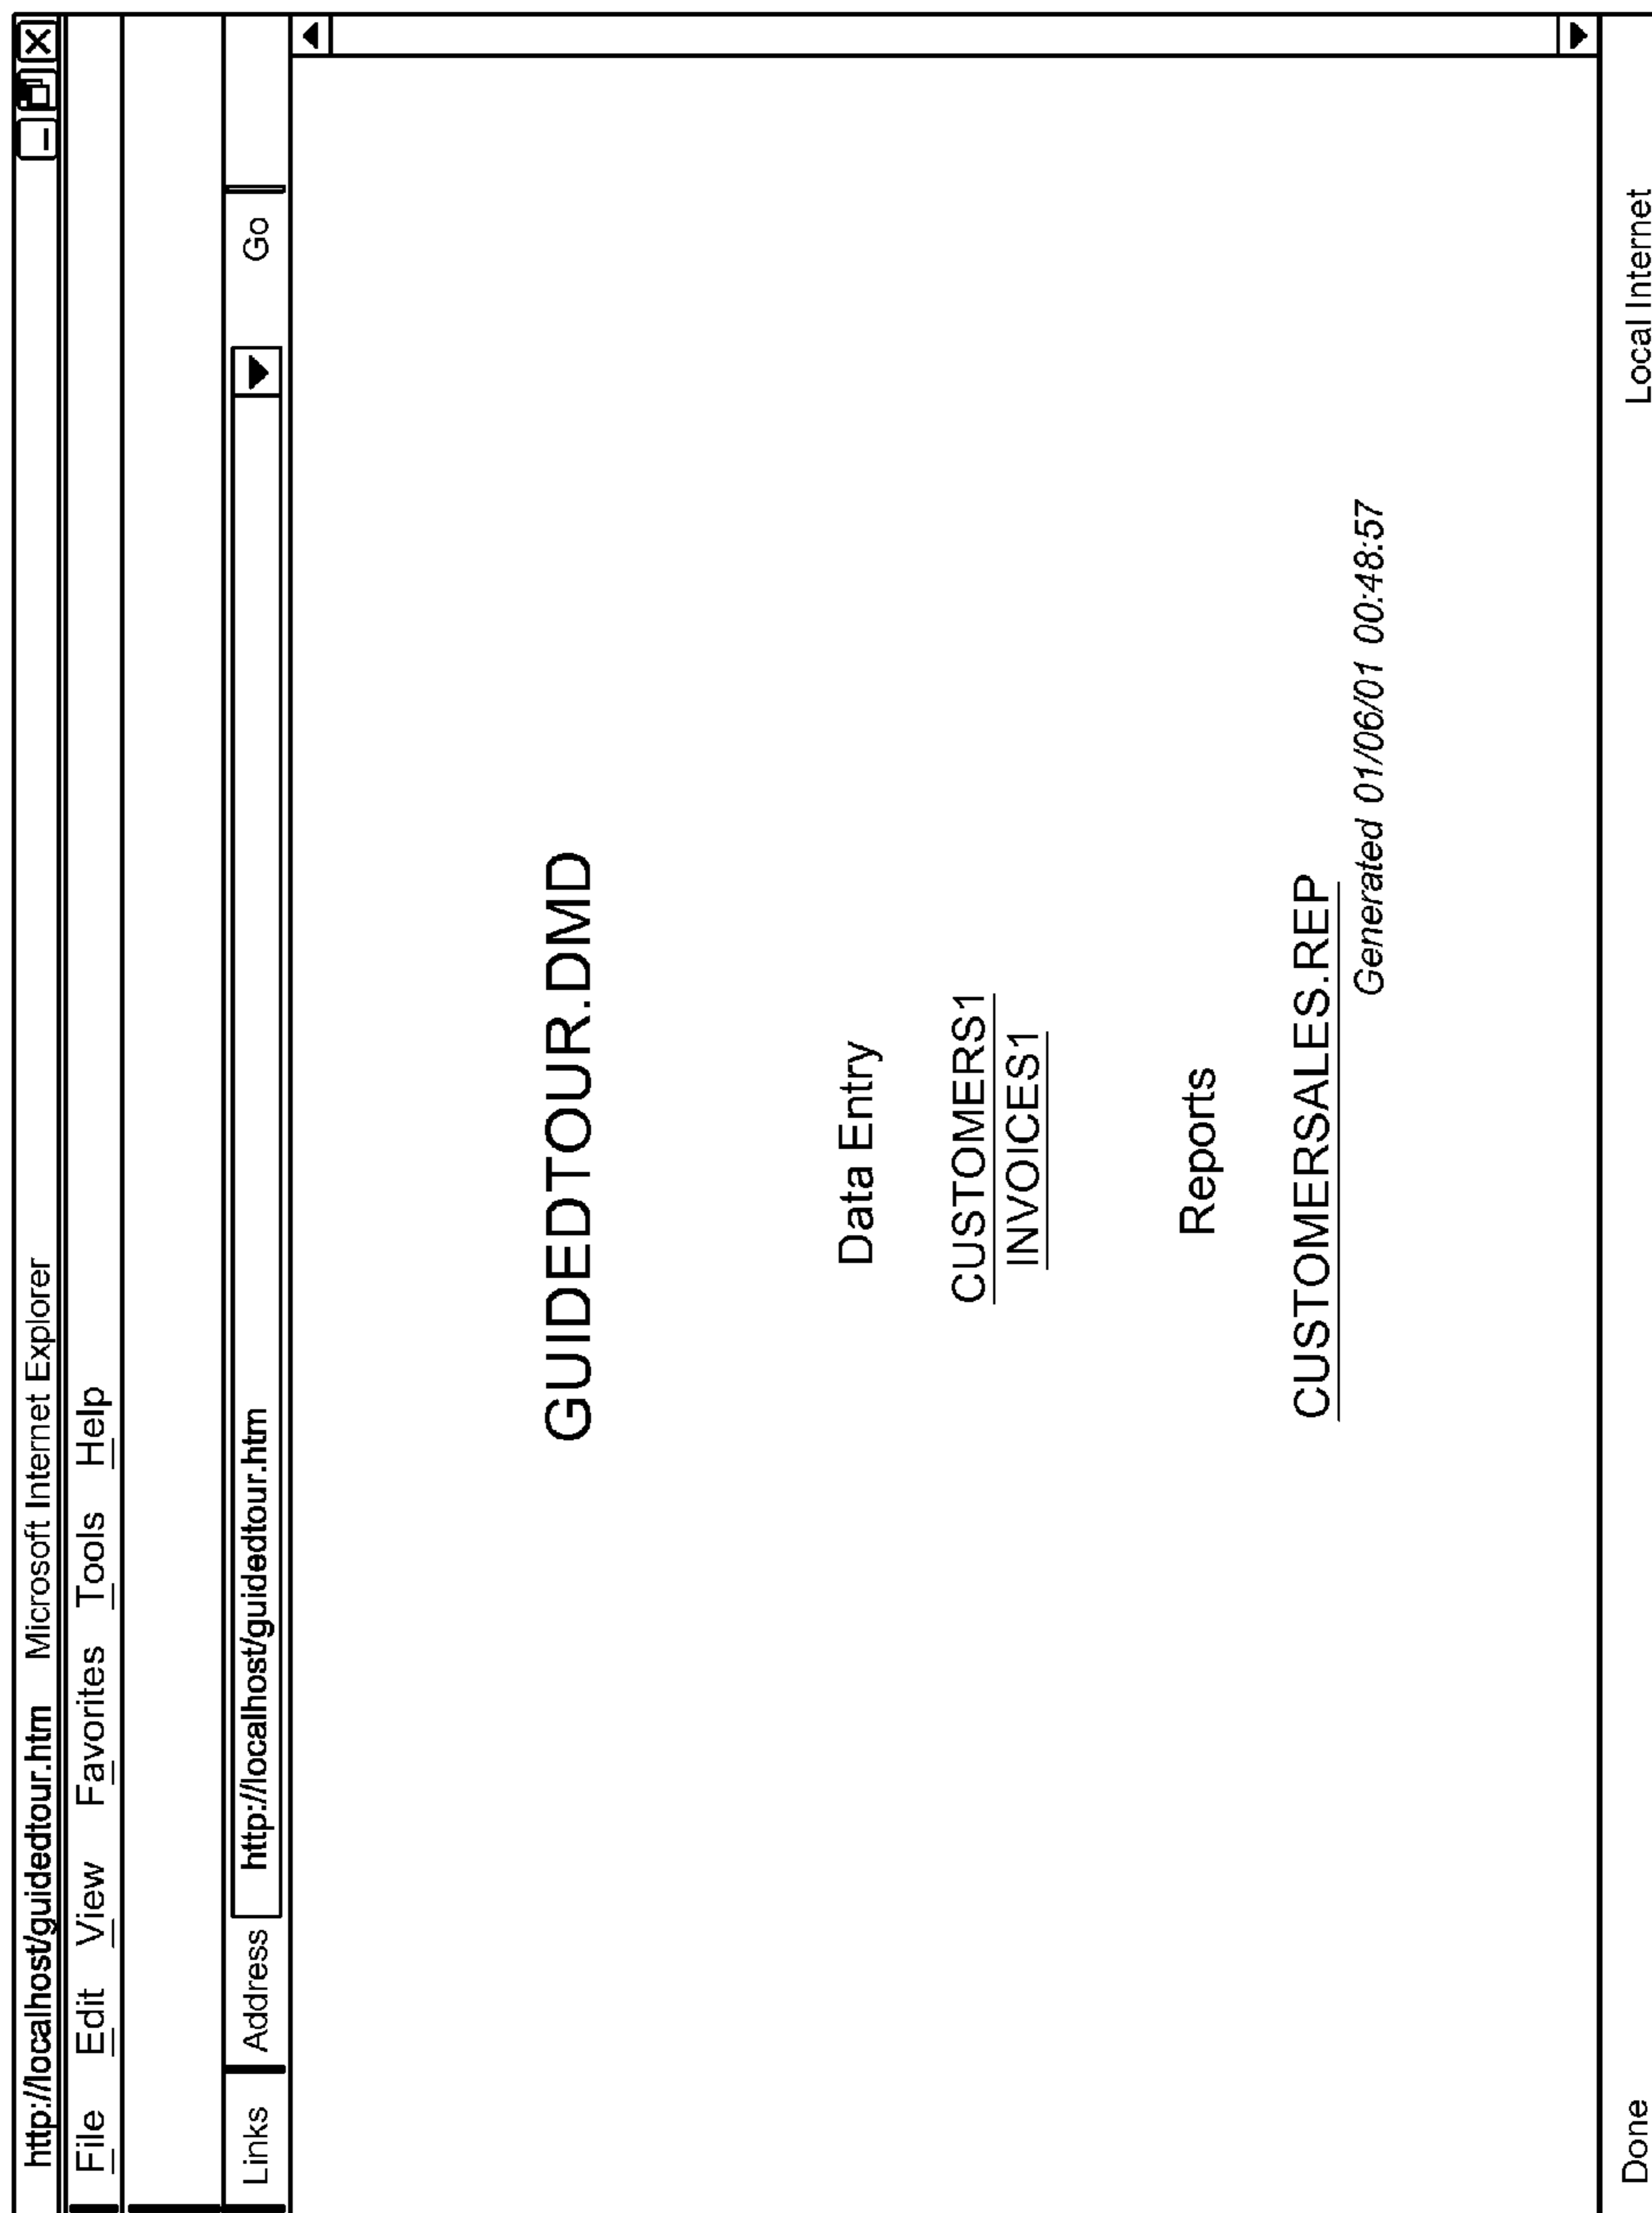 http://localhost/guidedtour.htm Microsoft Internet Explorer
File Edit View Favorites Tools Help
Links Address http://localhost/guidedtour.htm Go
GUIDEDTOUR.DMD
Data Entry
CUSTOMERS1
INVOICES1
Reports
CUSTOMERSALES.REP
Generated 01/06/01 00:48:57
Done Local Internet